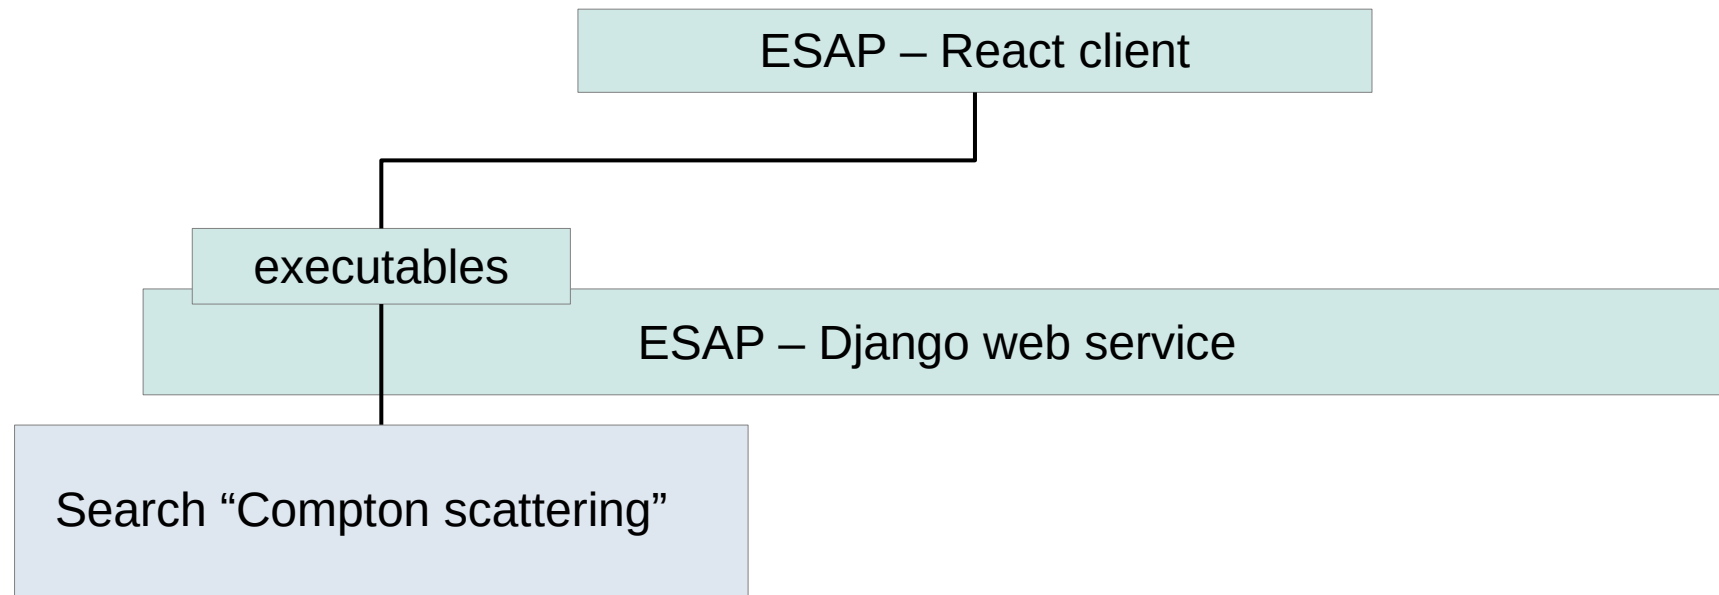 ESAP – React client
executables
ESAP – Django web service
Search “Compton scattering”